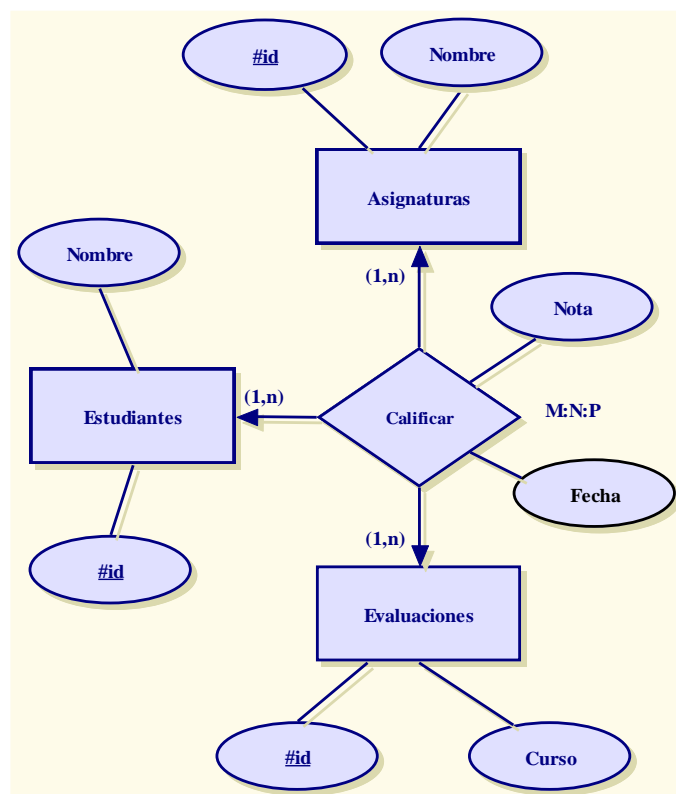 #id
Nombre
Asignaturas
Nombre
(1,n)
Nota
(1,n)
M:N:P
Estudiantes
Calificar
Fecha
(1,n)
#id
Evaluaciones
#id
Curso